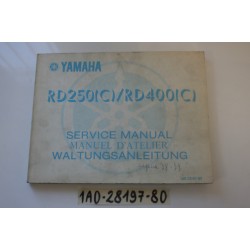 YAMAHA
RD250(C)/RD400(C)
SERVICE MANUAL
MANUEL D'ATELIER
WALTUNGSANLEITUNG
1A0-28197-80